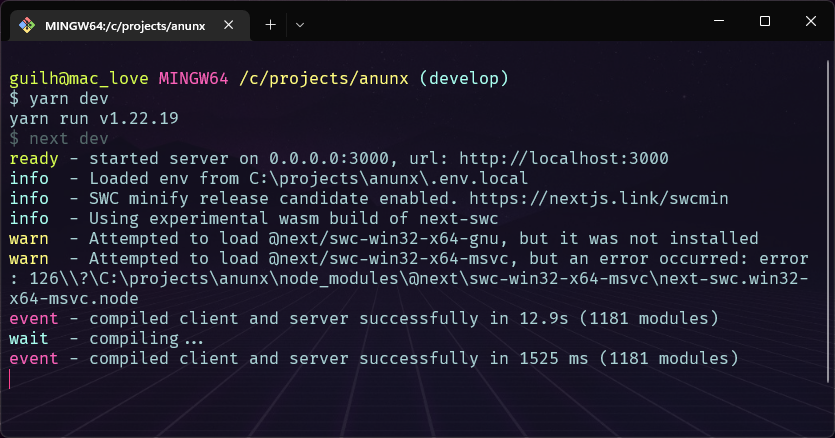 MINGW64:/c/projects/anunx
guilh@mac_love MINGW64 /c/projects/anunx (develop)
$ yarn dev
yarn run v1.22.19
$ next dev
ready - started server on 0.0.0.0:3000, url: http://localhost:3000
info  - Loaded env from C:\projects\anunx\.env.local
info  - SWC minify release candidate enabled. https://nextjs.link/swcmin
info  - Using experimental wasm build of next-swc
warn  - Attempted to load @next/swc-win32-x64-gnu, but it was not installed
warn  - Attempted to load @next/swc-win32-x64-msvc, but an error occurred: error
: 126\\?\C:\projects\anunx\node_modules\@next\swc-win32-x64-msvc\next-swc.win32-
x64-msvc.node
event - compiled client and server successfully in 12.9s (1181 modules)
wait  - compiling...
event - compiled client and server successfully in 1525 ms (1181 modules)